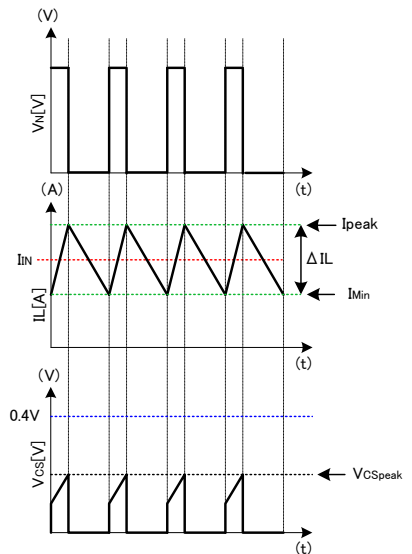 (V)
VN[V]
(t)
(A)
Ipeak
IIN
ΔIL
IL[A]
IMin
(t)
(V)
0.4V
VCS[V]
VCSpeak
(t)